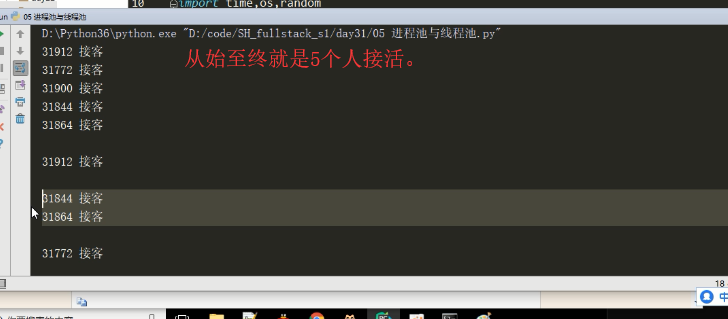 10 import time,os,random
un 05 进程池与线程池
D:\Python36\python.exe "D:/code/SH_fullstack_s1/day31/05 进程池与线程池.py"
31912 接客
从始至终就是5个人接活。
31772 接客
31900 接客
31844 接客
31864 接客
31912 接客
31844 接客
31864 接客
31772 接客
18
中